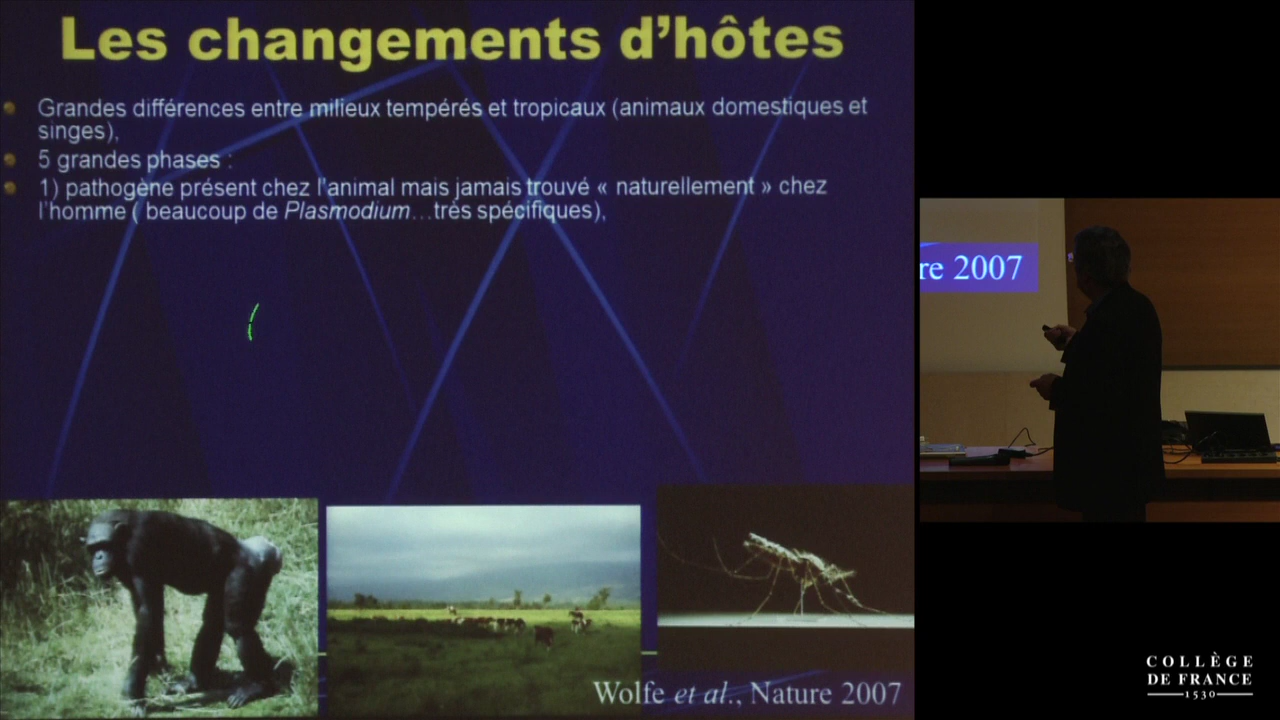 Les changements d'hôtes
Grandes différences entre milieux tempérés et tropicaux (animaux domestiques et
singes),
5 grandes phases :
1) pathogène présent chez l'animal mais jamais trouvé « naturellement » chez
l'homme ( beaucoup de Plasmodium…très spécifiques),
Wolfe et al., Nature 2007
re 2007
COLLÈGE
DE FRANCE
1530